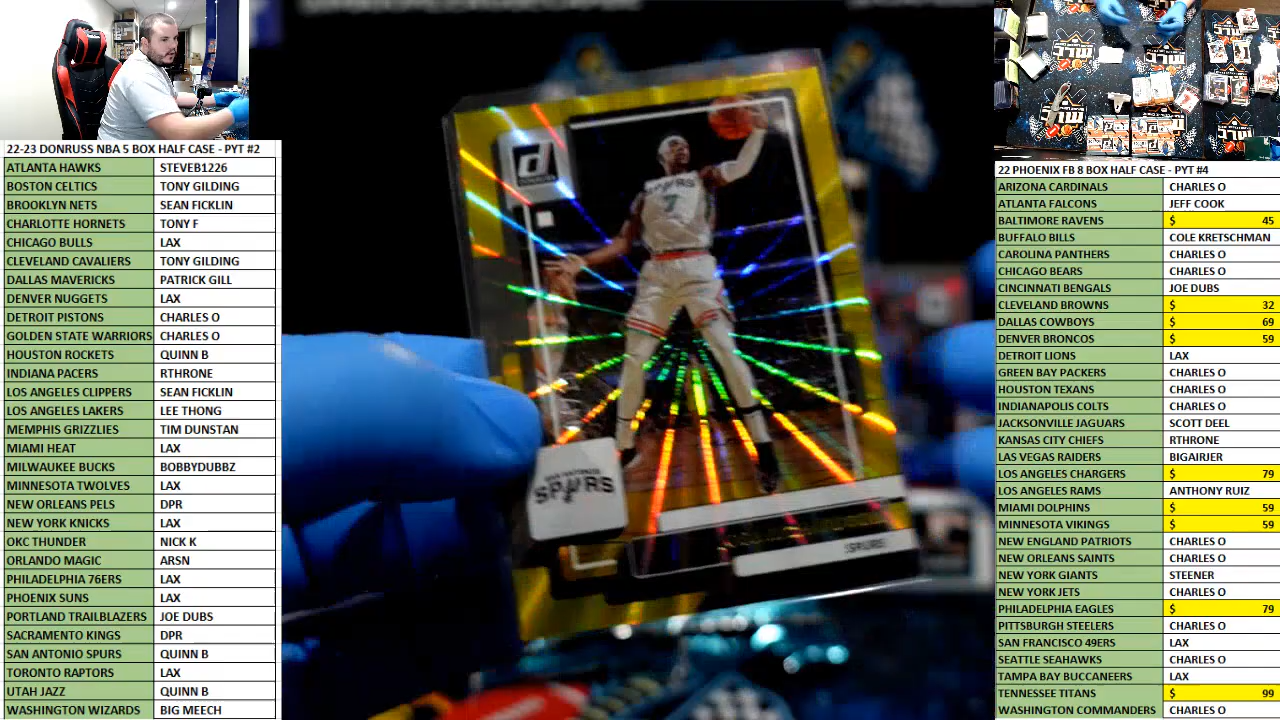 22-23 DONRUSS NBA 5 BOX HALF CASE - PYT #2
ATLANTA HAWKS STEVEB1226
BOSTON CELTICS TONY GILDING
BROOKLYN NETS SEAN FICKLIN
CHARLOTTE HORNETS TONY F
CHICAGO BULLS LAX
CLEVELAND CAVALIERS TONY GILDING
DALLAS MAVERICKS PATRICK GILL
DENVER NUGGETS LAX
DETROIT PISTONS CHARLES O
GOLDEN STATE WARRIORS CHARLES O
HOUSTON ROCKETS QUINN B
INDIANA PACERS RTHRONE
LOS ANGELES CLIPPERS SEAN FICKLIN
LOS ANGELES LAKERS LEE THONG
MEMPHIS GRIZZLIES TIM DUNSTAN
MIAMI HEAT LAX
MILWAUKEE BUCKS BOBBYDUBBZ
MINNESOTA TWOLVES LAX
NEW ORLEANS PELS DPR
NEW YORK KNICKS LAX
OKC THUNDER NICK K
ORLANDO MAGIC ARSN
PHILADELPHIA 76ERS LAX
PHOENIX SUNS LAX
PORTLAND TRAILBLAZERS JOE DUBS
SACRAMENTO KINGS DPR
SAN ANTONIO SPURS QUINN B
TORONTO RAPTORS LAX
UTAH JAZZ QUINN B
WASHINGTON WIZARDS BIG MEECH
d
SPURS
7
SPURS
SPURS
22 PHOENIX FB 8 BOX HALF CASE - PYT #4
ARIZONA CARDINALS CHARLES O
ATLANTA FALCONS JEFF COOK
BALTIMORE RAVENS $ 45
BUFFALO BILLS COLE KRETSCHMAN
CAROLINA PANTHERS CHARLES O
CHICAGO BEARS CHARLES O
CINCINNATI BENGALS JOE DUBS
CLEVELAND BROWNS $ 32
DALLAS COWBOYS $ 69
DENVER BRONCOS $ 59
DETROIT LIONS LAX
GREEN BAY PACKERS CHARLES O
HOUSTON TEXANS CHARLES O
INDIANAPOLIS COLTS CHARLES O
JACKSONVILLE JAGUARS SCOTT DEEL
KANSAS CITY CHIEFS RTHRONE
LAS VEGAS RAIDERS BIGAIRJER
LOS ANGELES CHARGERS $ 79
LOS ANGELES RAMS ANTHONY RUIZ
MIAMI DOLPHINS $ 59
MINNESOTA VIKINGS $ 59
NEW ENGLAND PATRIOTS CHARLES O
NEW ORLEANS SAINTS CHARLES O
NEW YORK GIANTS STEENER
NEW YORK JETS CHARLES O
PHILADELPHIA EAGLES $ 79
PITTSBURGH STEELERS CHARLES O
SAN FRANCISCO 49ERS LAX
SEATTLE SEAHAWKS CHARLES O
TAMPA BAY BUCCANEERS LAX
TENNESSEE TITANS $ 99
WASHINGTON COMMANDERS CHARLES O